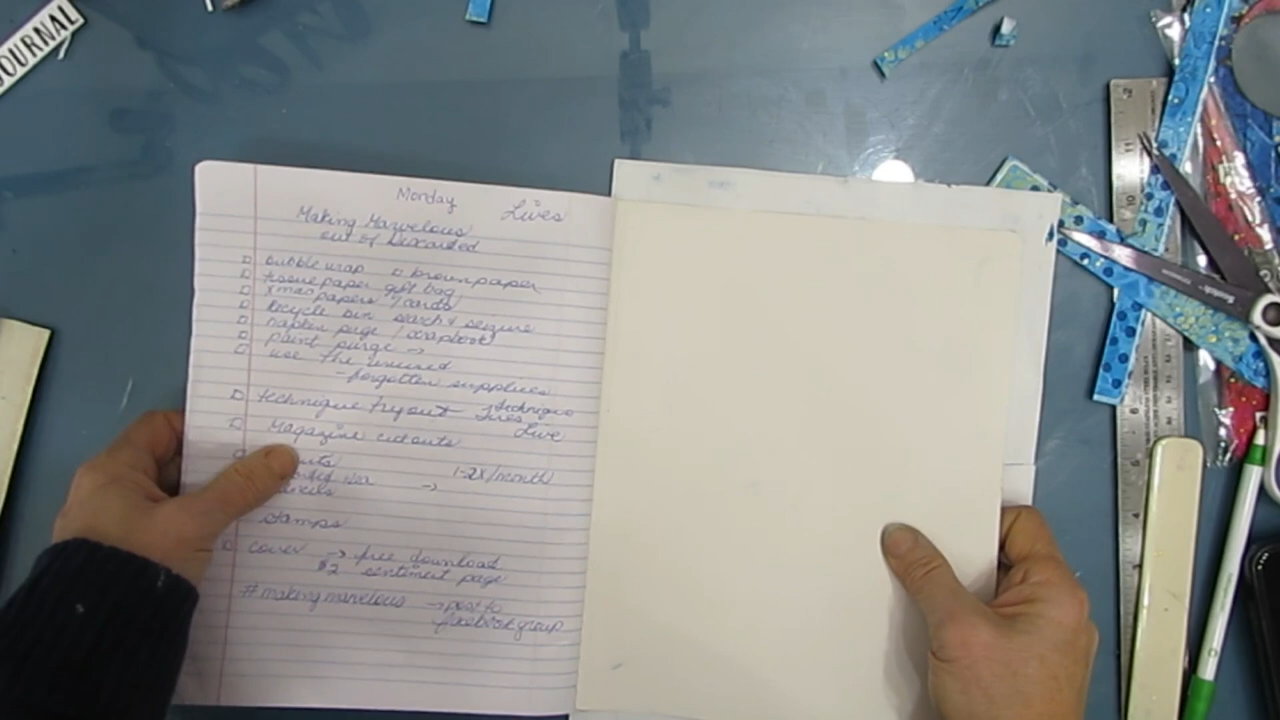 JOURNAL
Monday
Lives
Making Marvelous
out of Discarded
bubble wrap □ brown paper
tissue paper gift bag
xmas papers / cards
recycle bin search & seizure
napkin page / scrapbook
paint purge →
use the unused
- forgotten supplies
technique tryout technique
Lives
Live
Magazine cutouts
1-2x/month
→
stamps
cover → free download
$2 sentiment page
#makingmarvelous → post to
facebook group